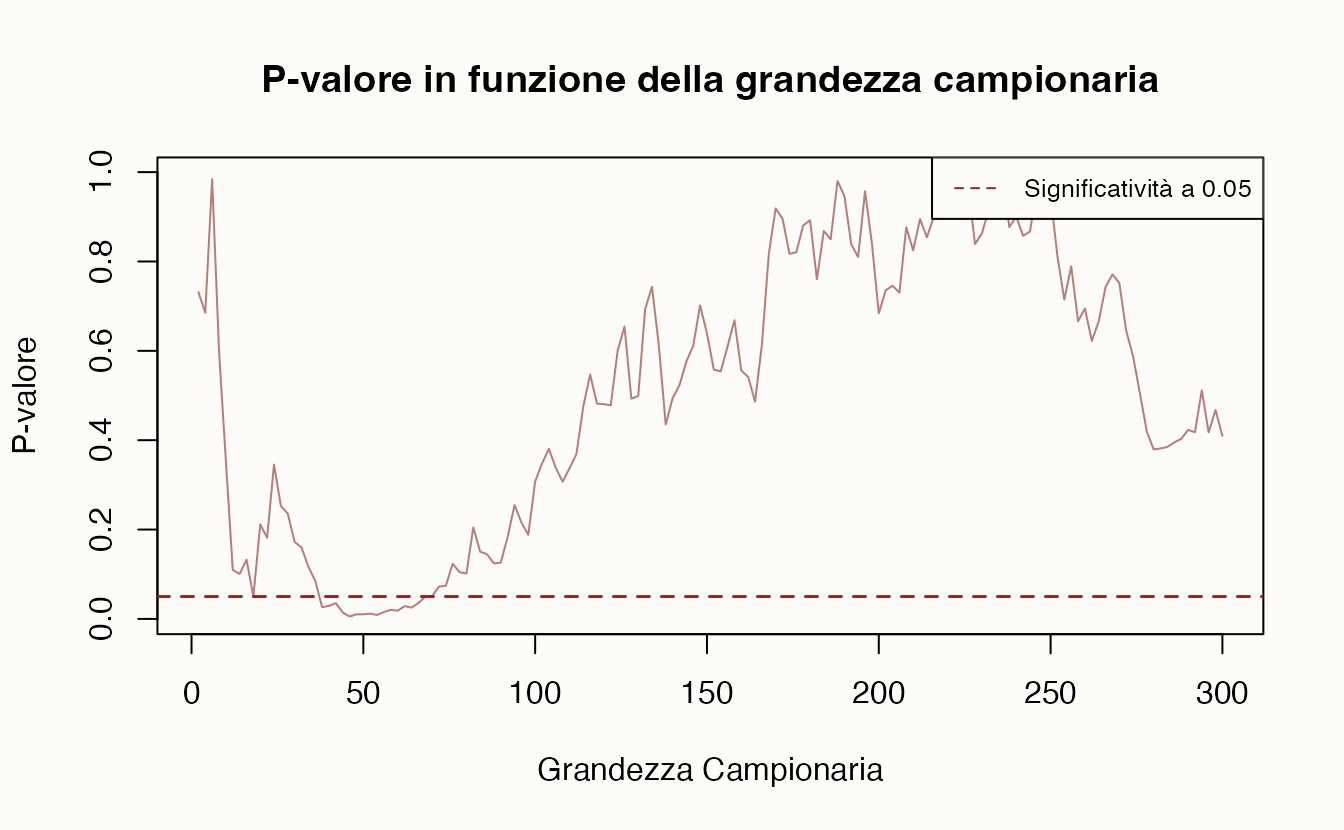 P-valore in funzione della grandezza campionaria
Significatività a 0.05
P-valore
1.0
0.8
0.6
0.4
0.2
0.0
0 50 100 150 200 250 300
Grandezza Campionaria